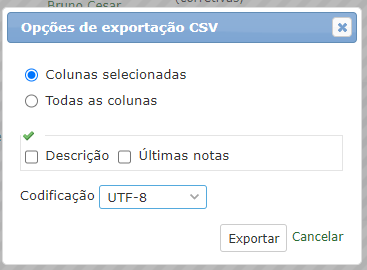 Bruno Cesar (corretivas)
Opções de exportação CSV
Colunas selecionadas
Todas as colunas
Descrição Últimas notas
Codificação UTF-8
Exportar Cancelar